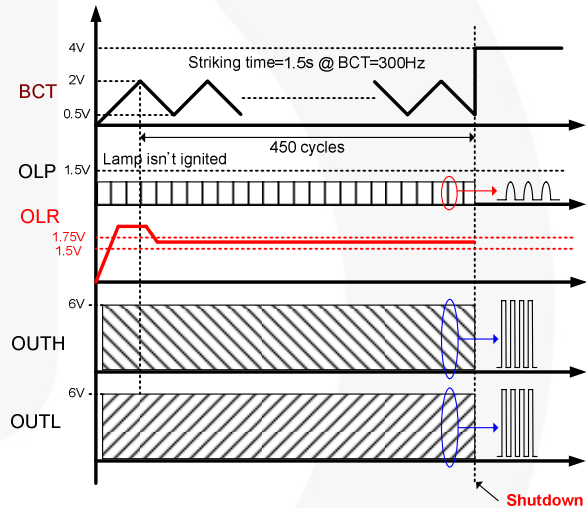 4V
Striking time=1.5s @ BCT=300Hz
BCT
2V
0.5V
450 cycles
Lamp isn't ignited
OLP
1.5V
OLR
1.75V
1.5V
6V
OUTH
6V
OUTL
Shutdown